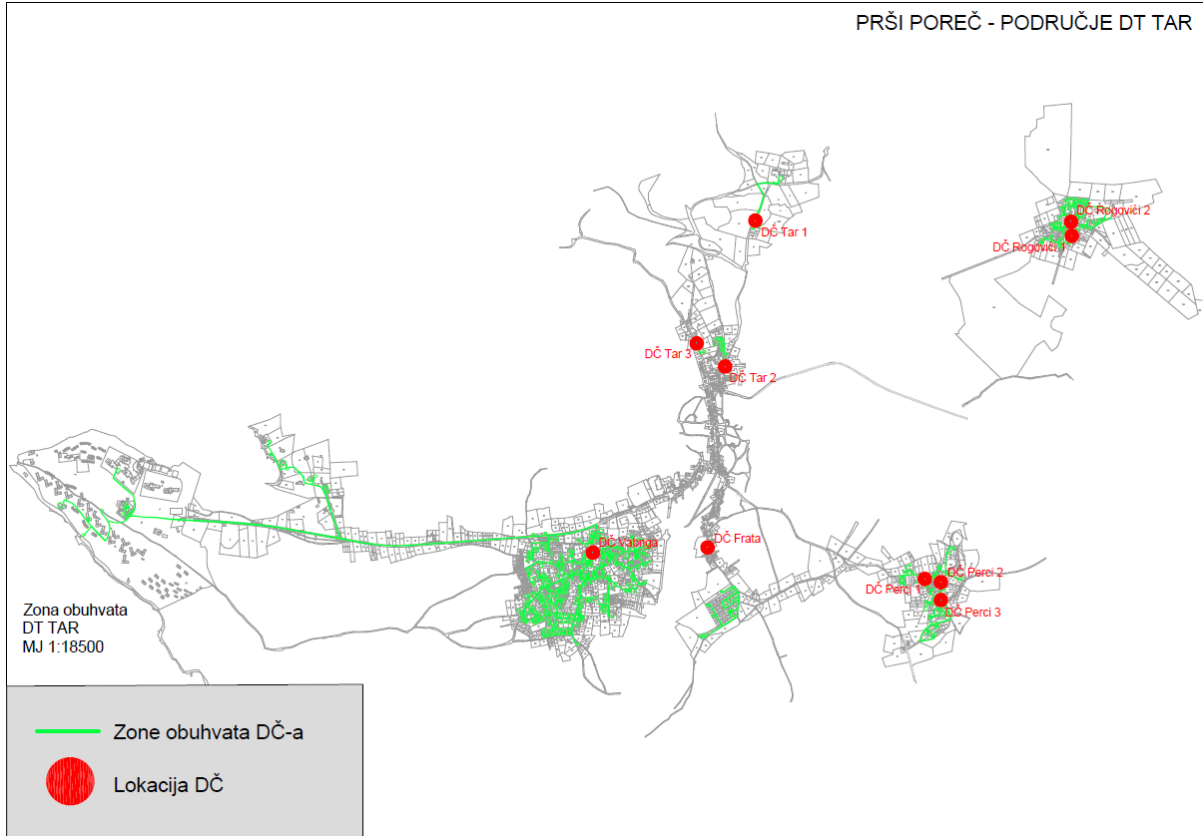 PRŠI POREČ - PODRUČJE DT TAR
DČ Rogovići 2
DČ Tar 1
DČ Rogovići 1
DČ Tar 3
DČ Tar 2
DČ Vabriga
DČ Frata
DČ Perci 2
DČ Perci 1
DČ Perci 3
Zona obuhvata
DT TAR
MJ 1:18500
Zone obuhvata DČ-a
Lokacija DČ